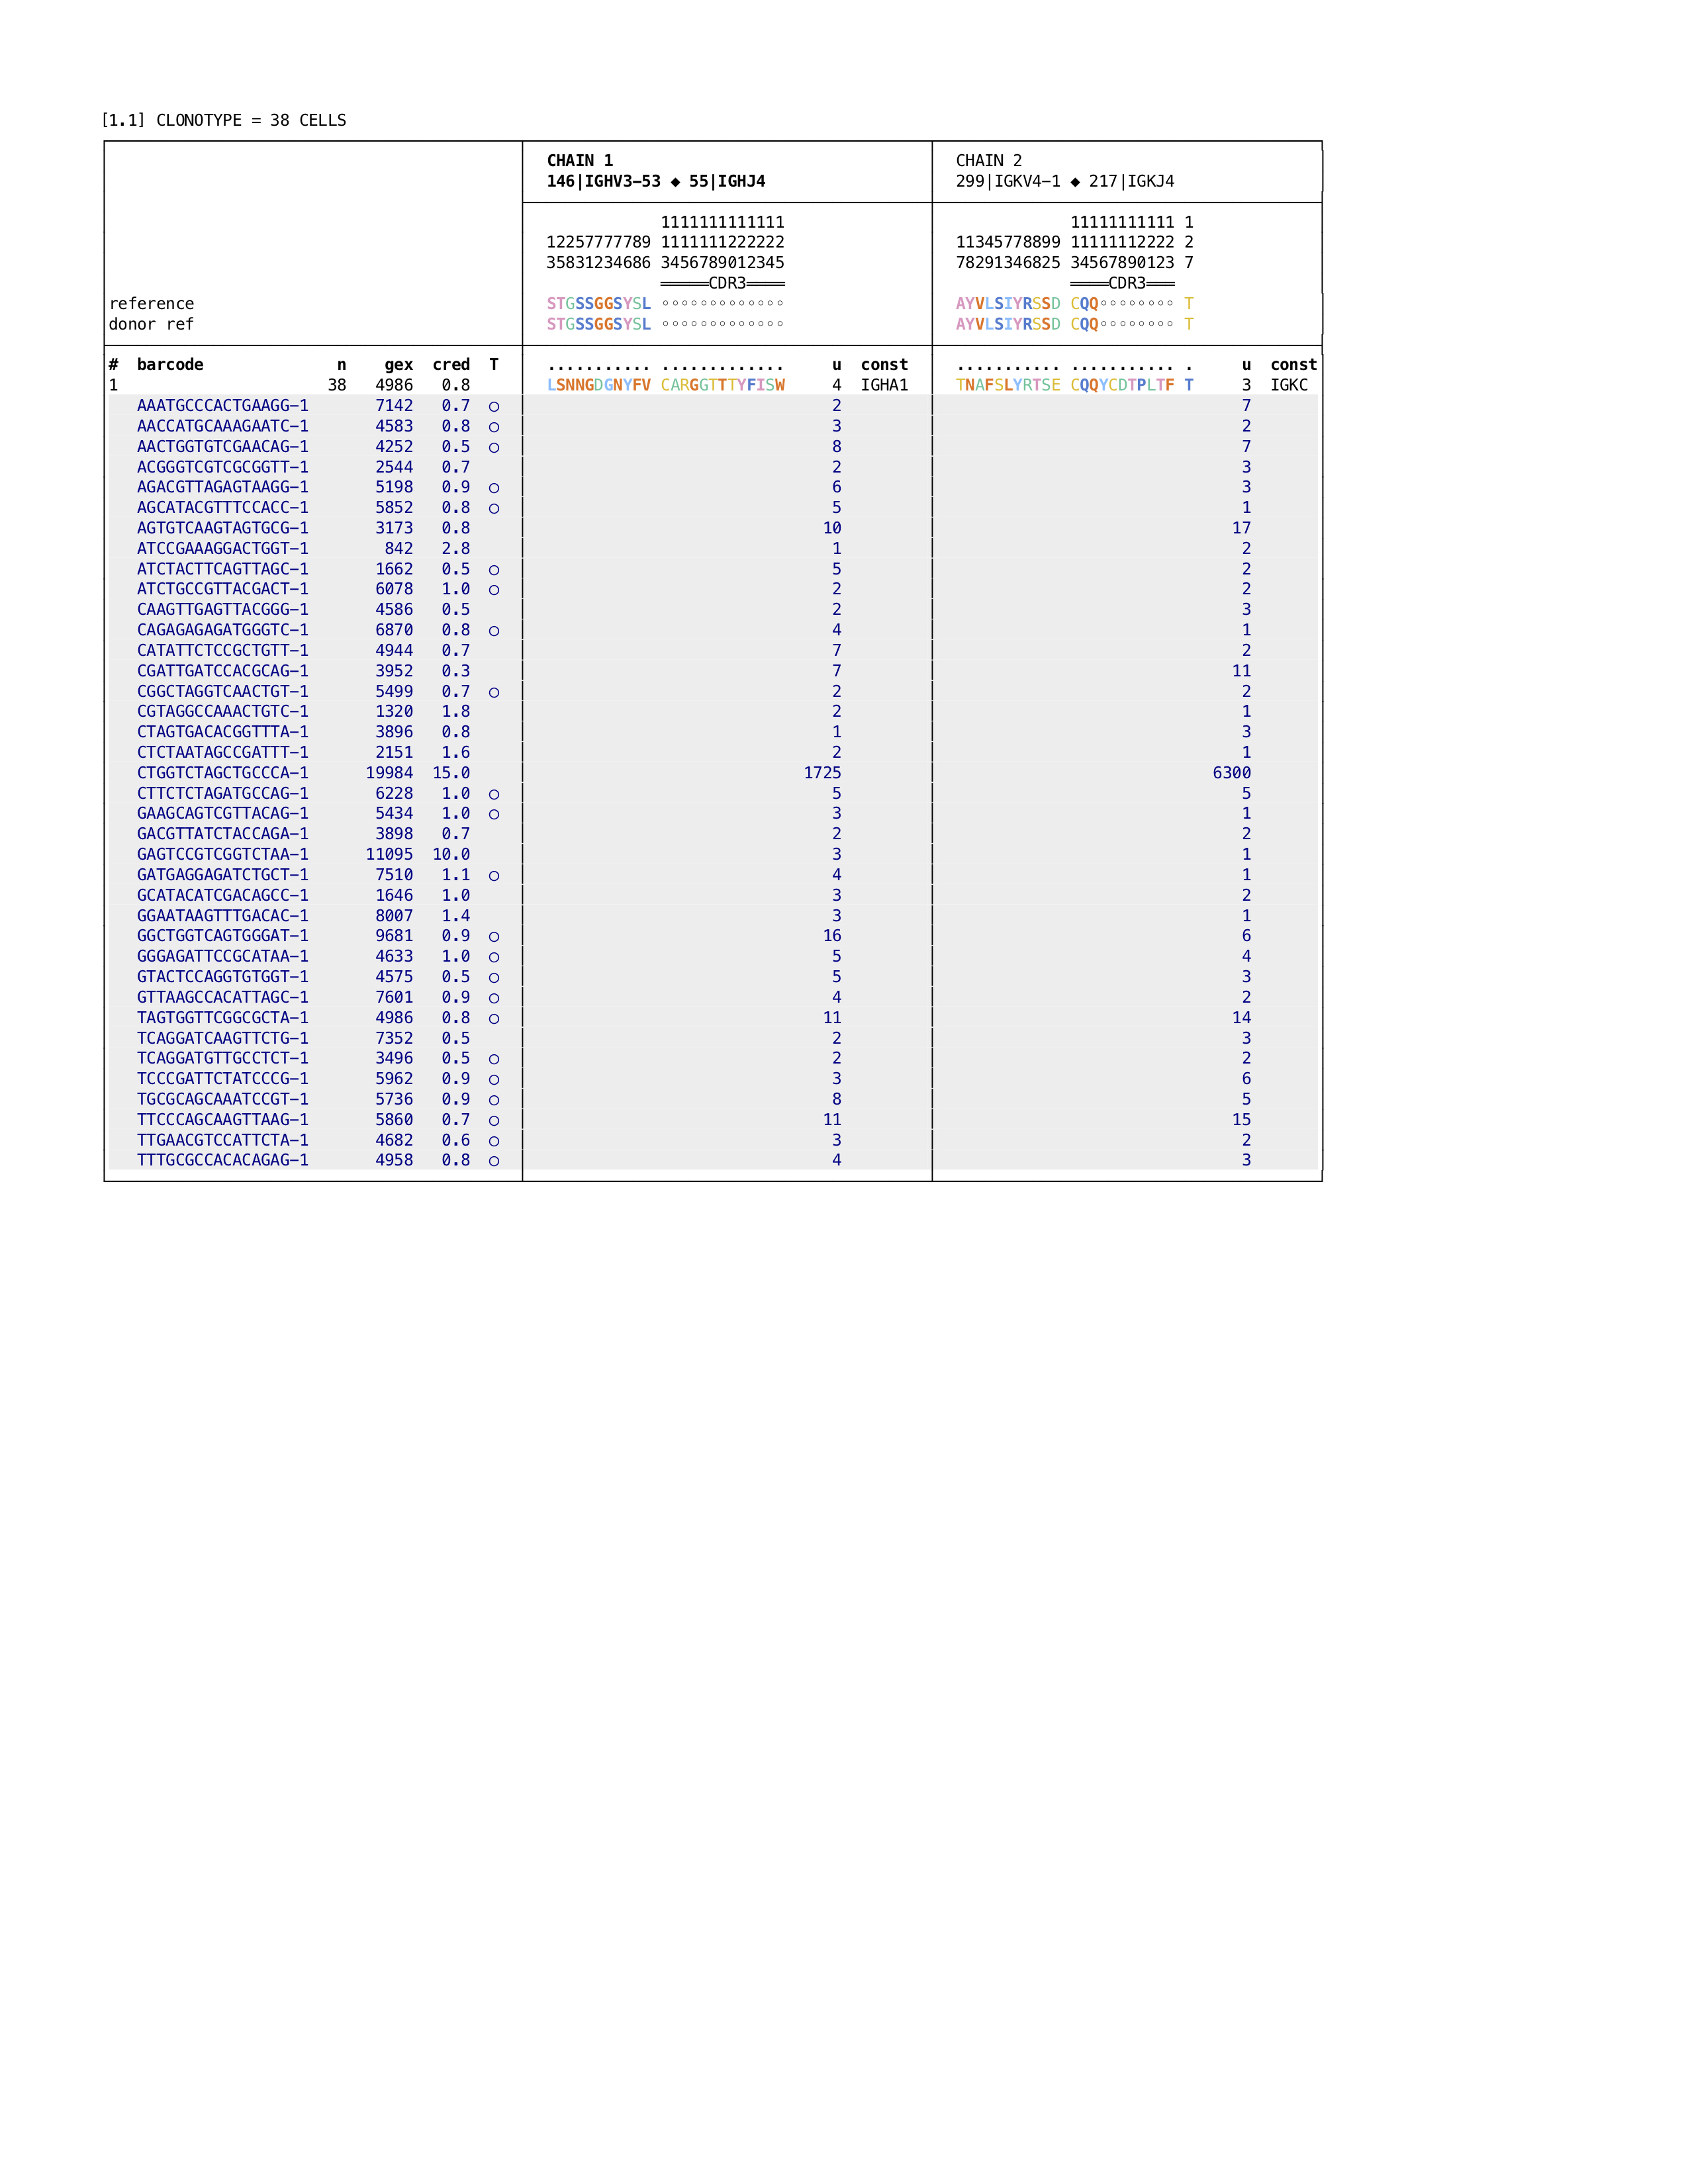 [1.1] CLONOTYPE = 38 CELLS
CHAIN 1 CHAIN 2
146|IGHV3−53 ◆ 55|IGHJ4 299|IGKV4−1 ◆ 217|IGKJ4
1111111111111 11111111111 1
12257777789 1111111222222 11345778899 11111112222 2
35831234686 3456789012345 78291346825 34567890123 7
═════CDR3════ ════CDR3═══
reference STGSSGGSYSL ◦◦◦◦◦◦◦◦◦◦◦◦◦ AYVLSIYRSSD CQQ◦◦◦◦◦◦◦◦ T
donor ref STGSSGGSYSL ◦◦◦◦◦◦◦◦◦◦◦◦◦ AYVLSIYRSSD CQQ◦◦◦◦◦◦◦◦ T
# barcode n gex cred T ........... ............. u const ........... ........... . u const
1 38 4986 0.8 LSNNGDGNYFV CARGGTTTYFISW 4 IGHA1 TNAFSLYRTSE CQQYCDTPLTF T 3 IGKC
AAATGCCCACTGAAGG−1 7142 0.7 ○ 2 7
AACCATGCAAAGAATC−1 4583 0.8 ○ 3 2
AACTGGTGTCGAACAG−1 4252 0.5 ○ 8 7
ACGGGTCGTCGCGGTT−1 2544 0.7 2 3
AGACGTTAGAGTAAGG−1 5198 0.9 ○ 6 3
AGCATACGTTTCCACC−1 5852 0.8 ○ 5 1
AGTGTCAAGTAGTGCG−1 3173 0.8 10 17
ATCCGAAAGGACTGGT−1 842 2.8 1 2
ATCTACTTCAGTTAGC−1 1662 0.5 ○ 5 2
ATCTGCCGTTACGACT−1 6078 1.0 ○ 2 2
CAAGTTGAGTTACGGG−1 4586 0.5 2 3
CAGAGAGAGATGGGTC−1 6870 0.8 ○ 4 1
CATATTCTCCGCTGTT−1 4944 0.7 7 2
CGATTGATCCACGCAG−1 3952 0.3 7 11
CGGCTAGGTCAACTGT−1 5499 0.7 ○ 2 2
CGTAGGCCAAACTGTC−1 1320 1.8 2 1
CTAGTGACACGGTTTA−1 3896 0.8 1 3
CTCTAATAGCCGATTT−1 2151 1.6 2 1
CTGGTCTAGCTGCCCA−1 19984 15.0 1725 6300
CTTCTCTAGATGCCAG−1 6228 1.0 ○ 5 5
GAAGCAGTCGTTACAG−1 5434 1.0 ○ 3 1
GACGTTATCTACCAGA−1 3898 0.7 2 2
GAGTCCGTCGGTCTAA−1 11095 10.0 3 1
GATGAGGAGATCTGCT−1 7510 1.1 ○ 4 1
GCATACATCGACAGCC−1 1646 1.0 3 2
GGAATAAGTTTGACAC−1 8007 1.4 3 1
GGCTGGTCAGTGGGAT−1 9681 0.9 ○ 16 6
GGGAGATTCCGCATAA−1 4633 1.0 ○ 5 4
GTACTCCAGGTGTGGT−1 4575 0.5 ○ 5 3
GTTAAGCCACATTAGC−1 7601 0.9 ○ 4 2
TAGTGGTTCGGCGCTA−1 4986 0.8 ○ 11 14
TCAGGATCAAGTTCTG−1 7352 0.5 2 3
TCAGGATGTTGCCTCT−1 3496 0.5 ○ 2 2
TCCCGATTCTATCCCG−1 5962 0.9 ○ 3 6
TGCGCAGCAAATCCGT−1 5736 0.9 ○ 8 5
TTCCCAGCAAGTTAAG−1 5860 0.7 ○ 11 15
TTGAACGTCCATTCTA−1 4682 0.6 ○ 3 2
TTTGCGCCACACAGAG−1 4958 0.8 ○ 4 3